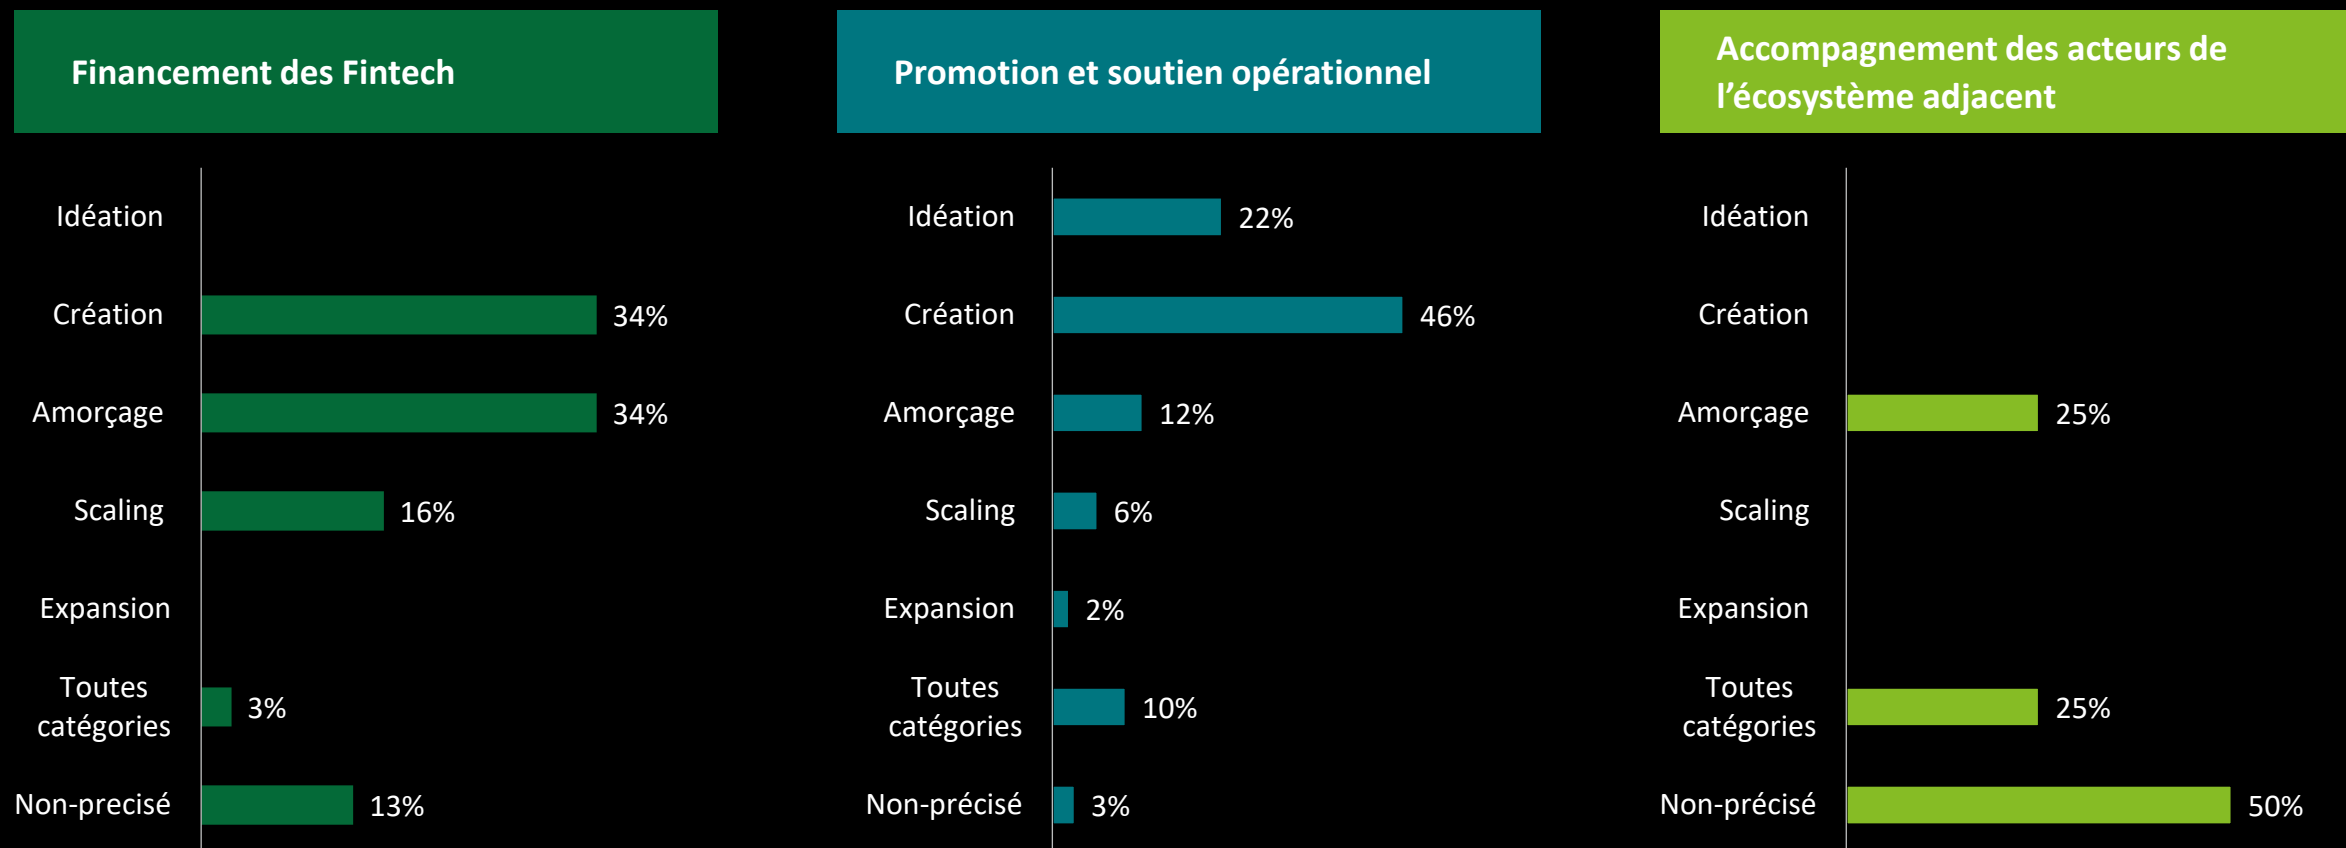 Financement des Fintech
Idéation
Création
34%
Amorçage
34%
Scaling
16%
Expansion
Toutes
catégories
3%
Non-precisé
13%
Promotion et soutien opérationnel
Idéation
22%
Création
46%
Amorçage
12%
Scaling
6%
Expansion
2%
Toutes
catégories
10%
Non-précisé
3%
Accompagnement des acteurs de
l’écosystème adjacent
Idéation
Création
Amorçage
25%
Scaling
Expansion
Toutes
catégories
25%
Non-précisé
50%